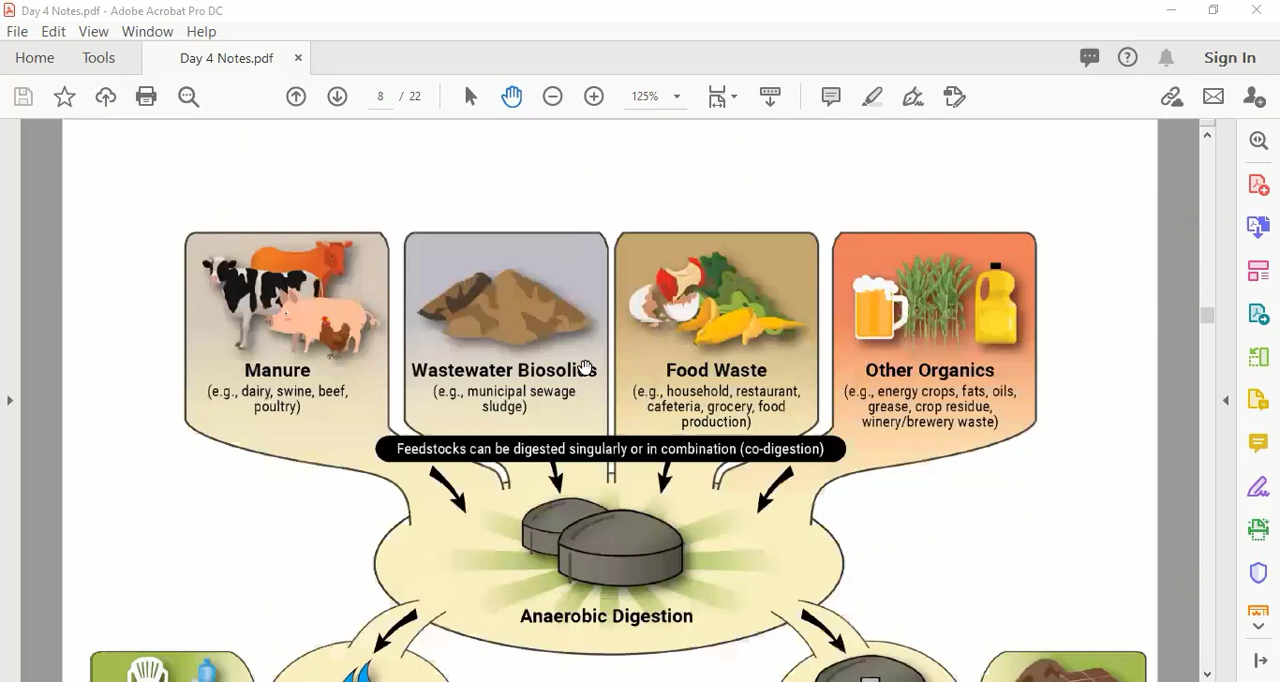 Day 4 Notes.pdf - Adobe Acrobat Pro DC
File Edit View Window Help
Home Tools Day 4 Notes.pdf × Sign In
8 / 22 125%
Manure
(e.g., dairy, swine, beef,
poultry)
Wastewater Biosolids
(e.g., municipal sewage
sludge)
Food Waste
(e.g., household, restaurant,
cafeteria, grocery, food
production)
Other Organics
(e.g., energy crops, fats, oils,
grease, crop residue,
winery/brewery waste)
Feedstocks can be digested singularly or in combination (co-digestion)
Anaerobic Digestion